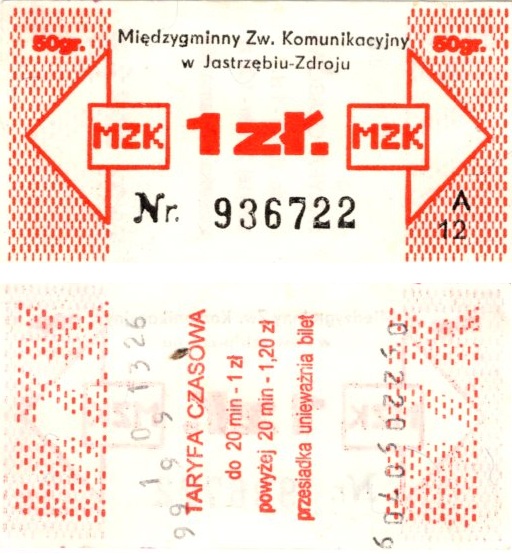 50gr.
Międzygminny Zw. Komunikacyjny
w Jastrzębiu-Zdroju
50gr.
MZK
1 zł.
MZK
Nr. 936722
A
12
TARYFA CZASOWA
do 20 min - 1 zł
powyżej 20 min - 1,20 zł
przesiadka unieważnia bilet